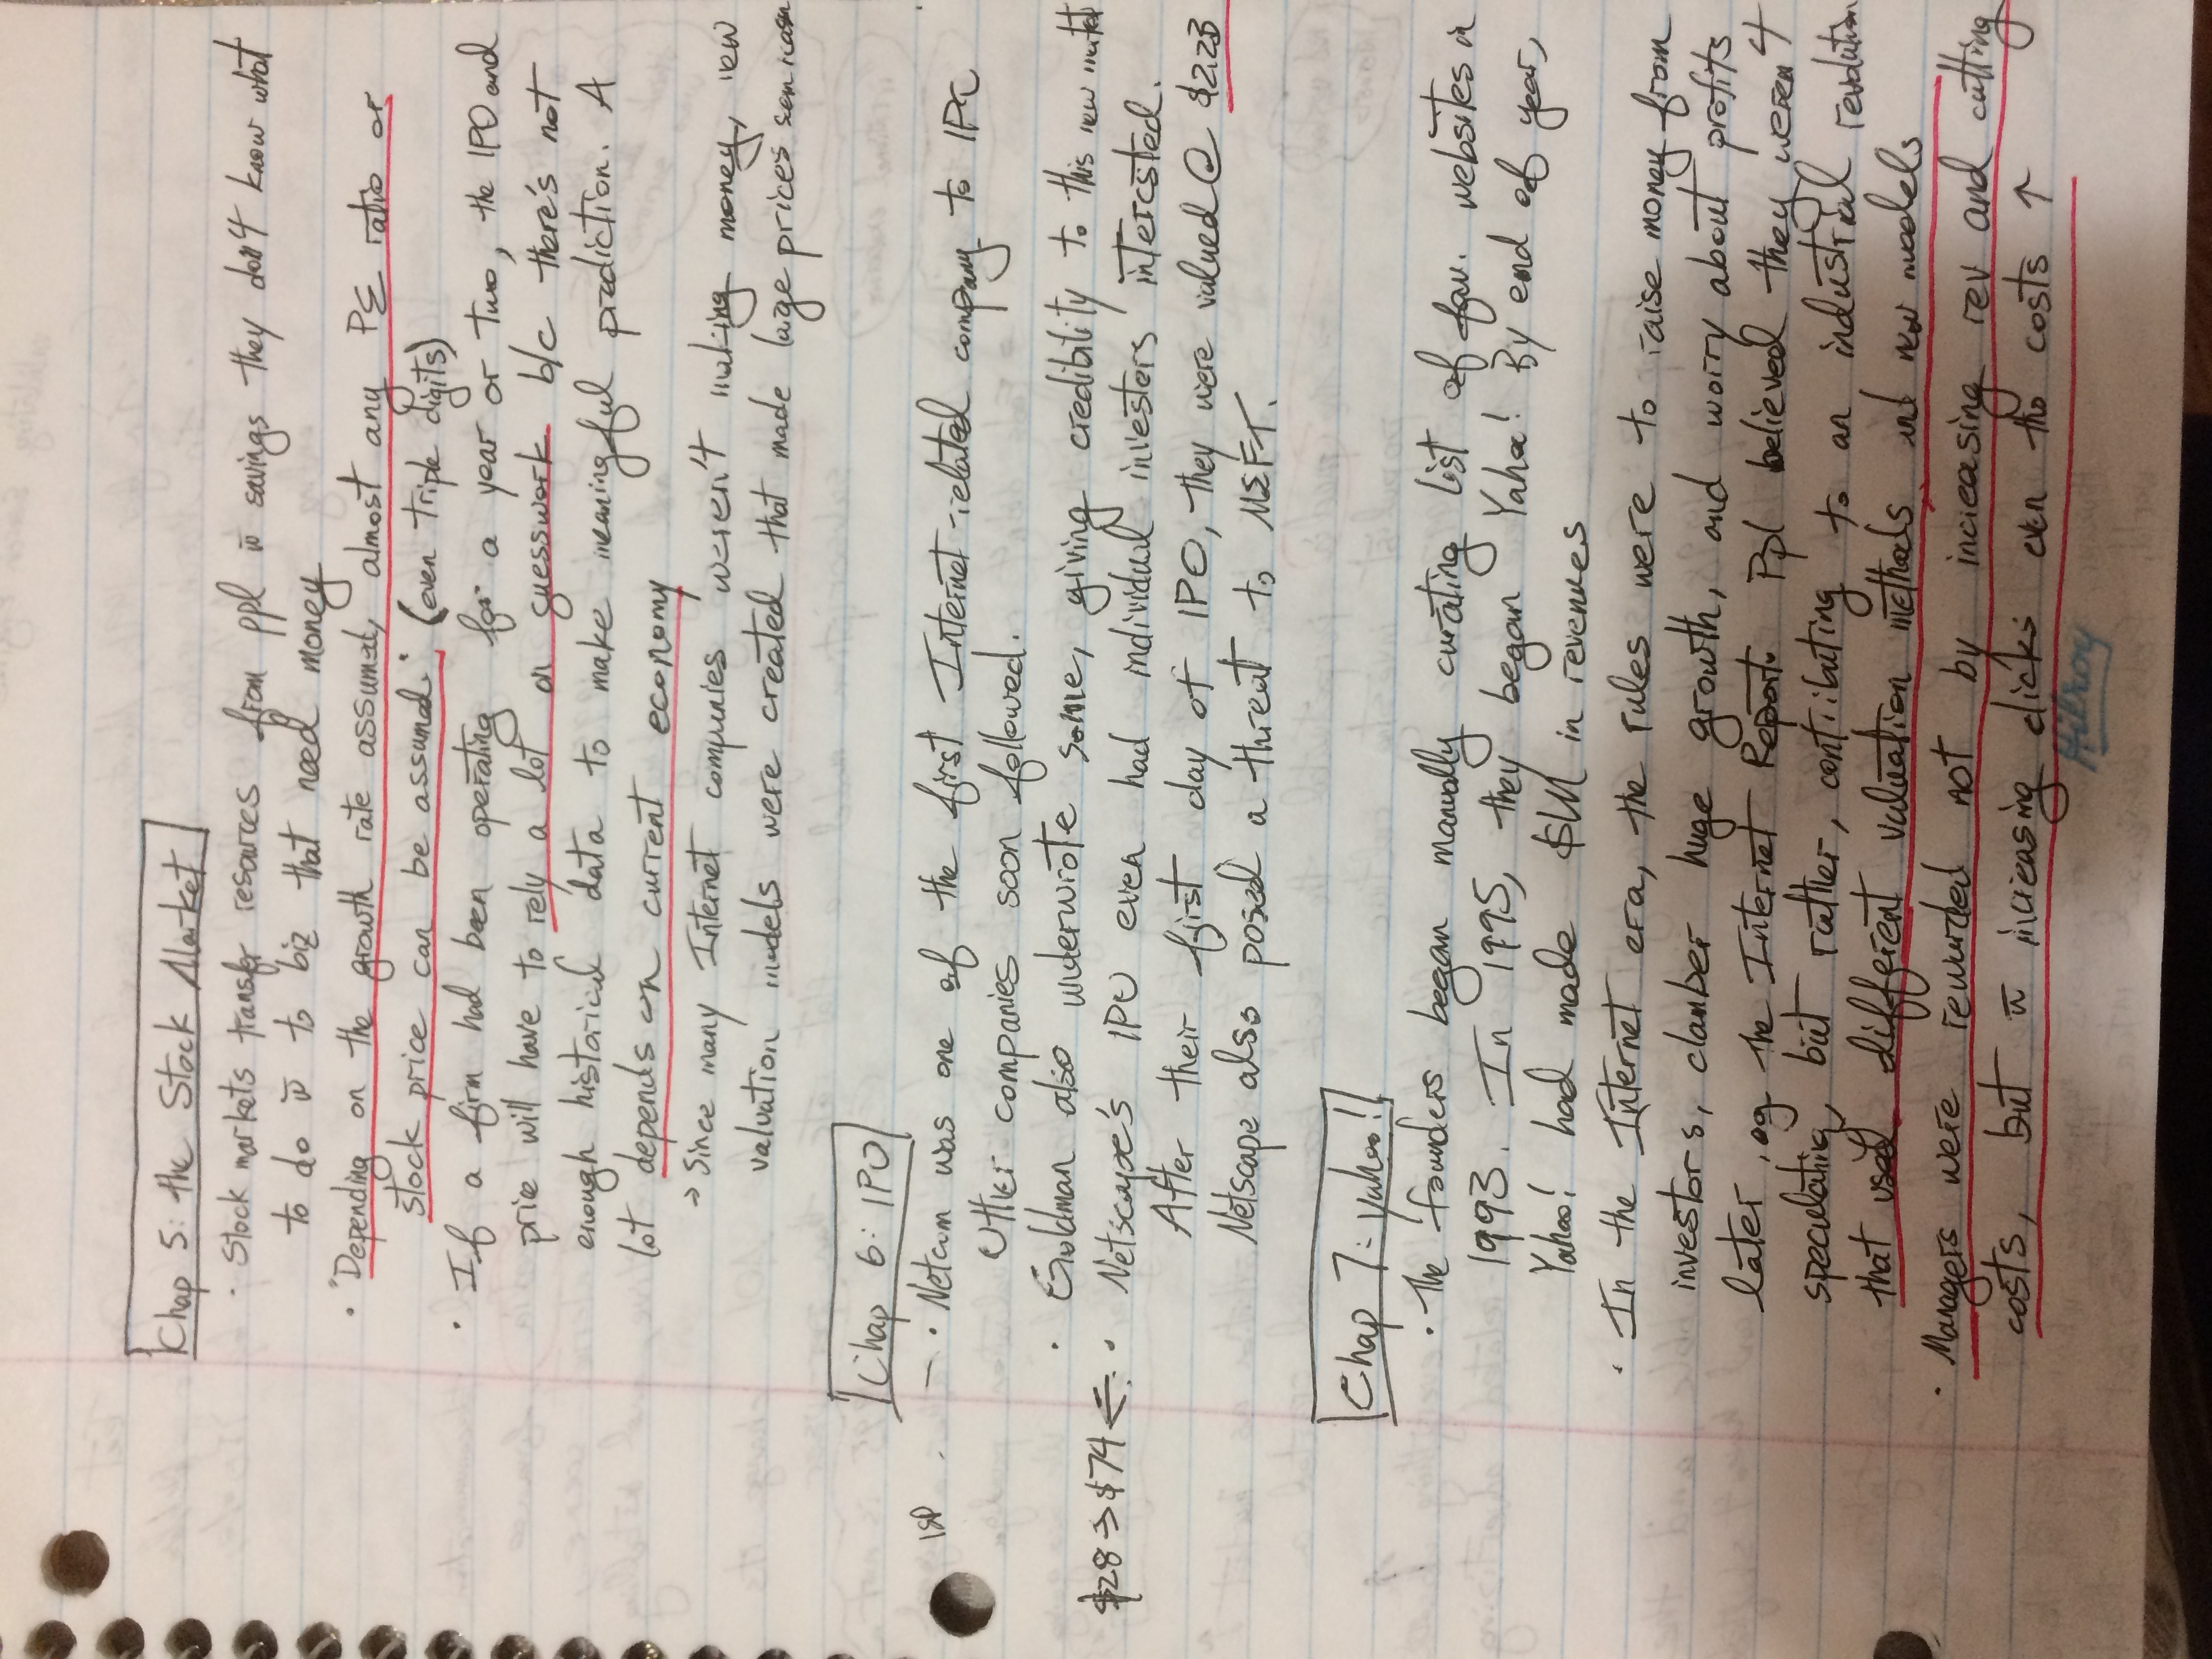 Chap 5: the Stock Market
· Stock markets transfer resources from ppl w̄ savings they don't know what
to do w̄ to biz that need money
· "Depending on the growth rate assumed, almost any PE ratio or
stock price can be assumed." (even triple digits)
· If a firm had been operating for a year or two, the IPO and
price will have to rely a lot on guesswork b/c there's not
enough historical data to make meaningful prediction. A
lot depends on current economy
→ Since many Internet companies weren't making money, new
valuation models were created that made large prices seem
Chap 6: IPO
ISP - · Netcom was one of the first Internet-related company to IPO
Other companies soon followed.
· Goldman also underwrote some, giving credibility to this new market
$28 → $74 ← · Netscape's IPO even had individual investers interested.
After their first day of IPO, they were valued @ $2.2B
Netscape also posed a threat to MSFT.
Chap 7: Yahoo!
· The founders began manually curating list of fav. websites in
1993. In 1995, they began Yahoo! By end of year,
Yahoo! had made $1M in revenues
· In the Internet era, the rules were to raise money from
investors, clamber huge growth, and worry about profits
later, eg the Internet Report. Ppl believed they weren't
speculating, but rather, contributing to an industrial revolution
that used different valuation methods and new models
· Managers were rewarded not by increasing rev and cutting
costs, but w̄ increasing clicks even tho costs ↑
Hilroy